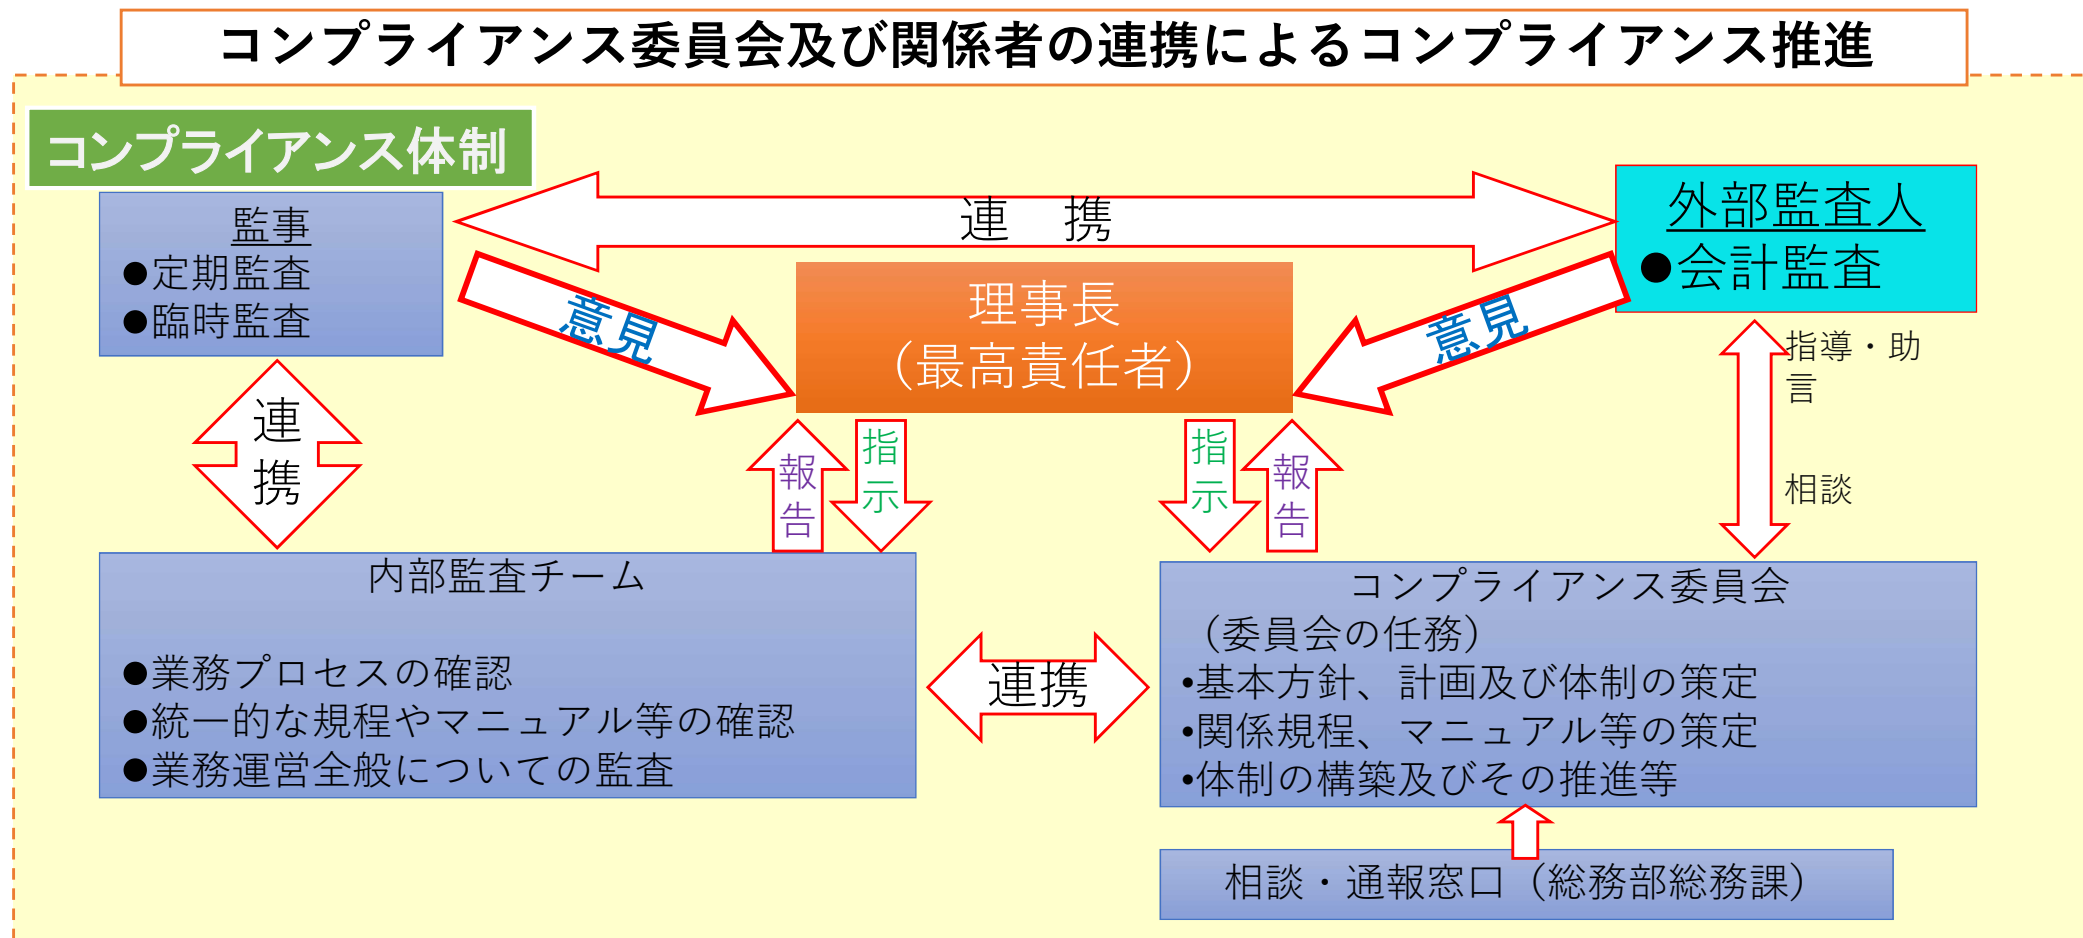 コンプライアンス委員会及び関係者の連携によるコンプライアンス推進
コンプライアンス体制
監事
●定期監査
●臨時監査
連　携
外部監査人
●会計監査
意見
理事長
（最高責任者）
意見
指導・助
言
相談
連
携
報
告
指
示
指
示
報
告
内部監査チーム
●業務プロセスの確認
●統一的な規程やマニュアル等の確認
●業務運営全般についての監査
連携
コンプライアンス委員会
（委員会の任務）
•基本方針、計画及び体制の策定
•関係規程、マニュアル等の策定
•体制の構築及びその推進等
相談・通報窓口（総務部総務課）